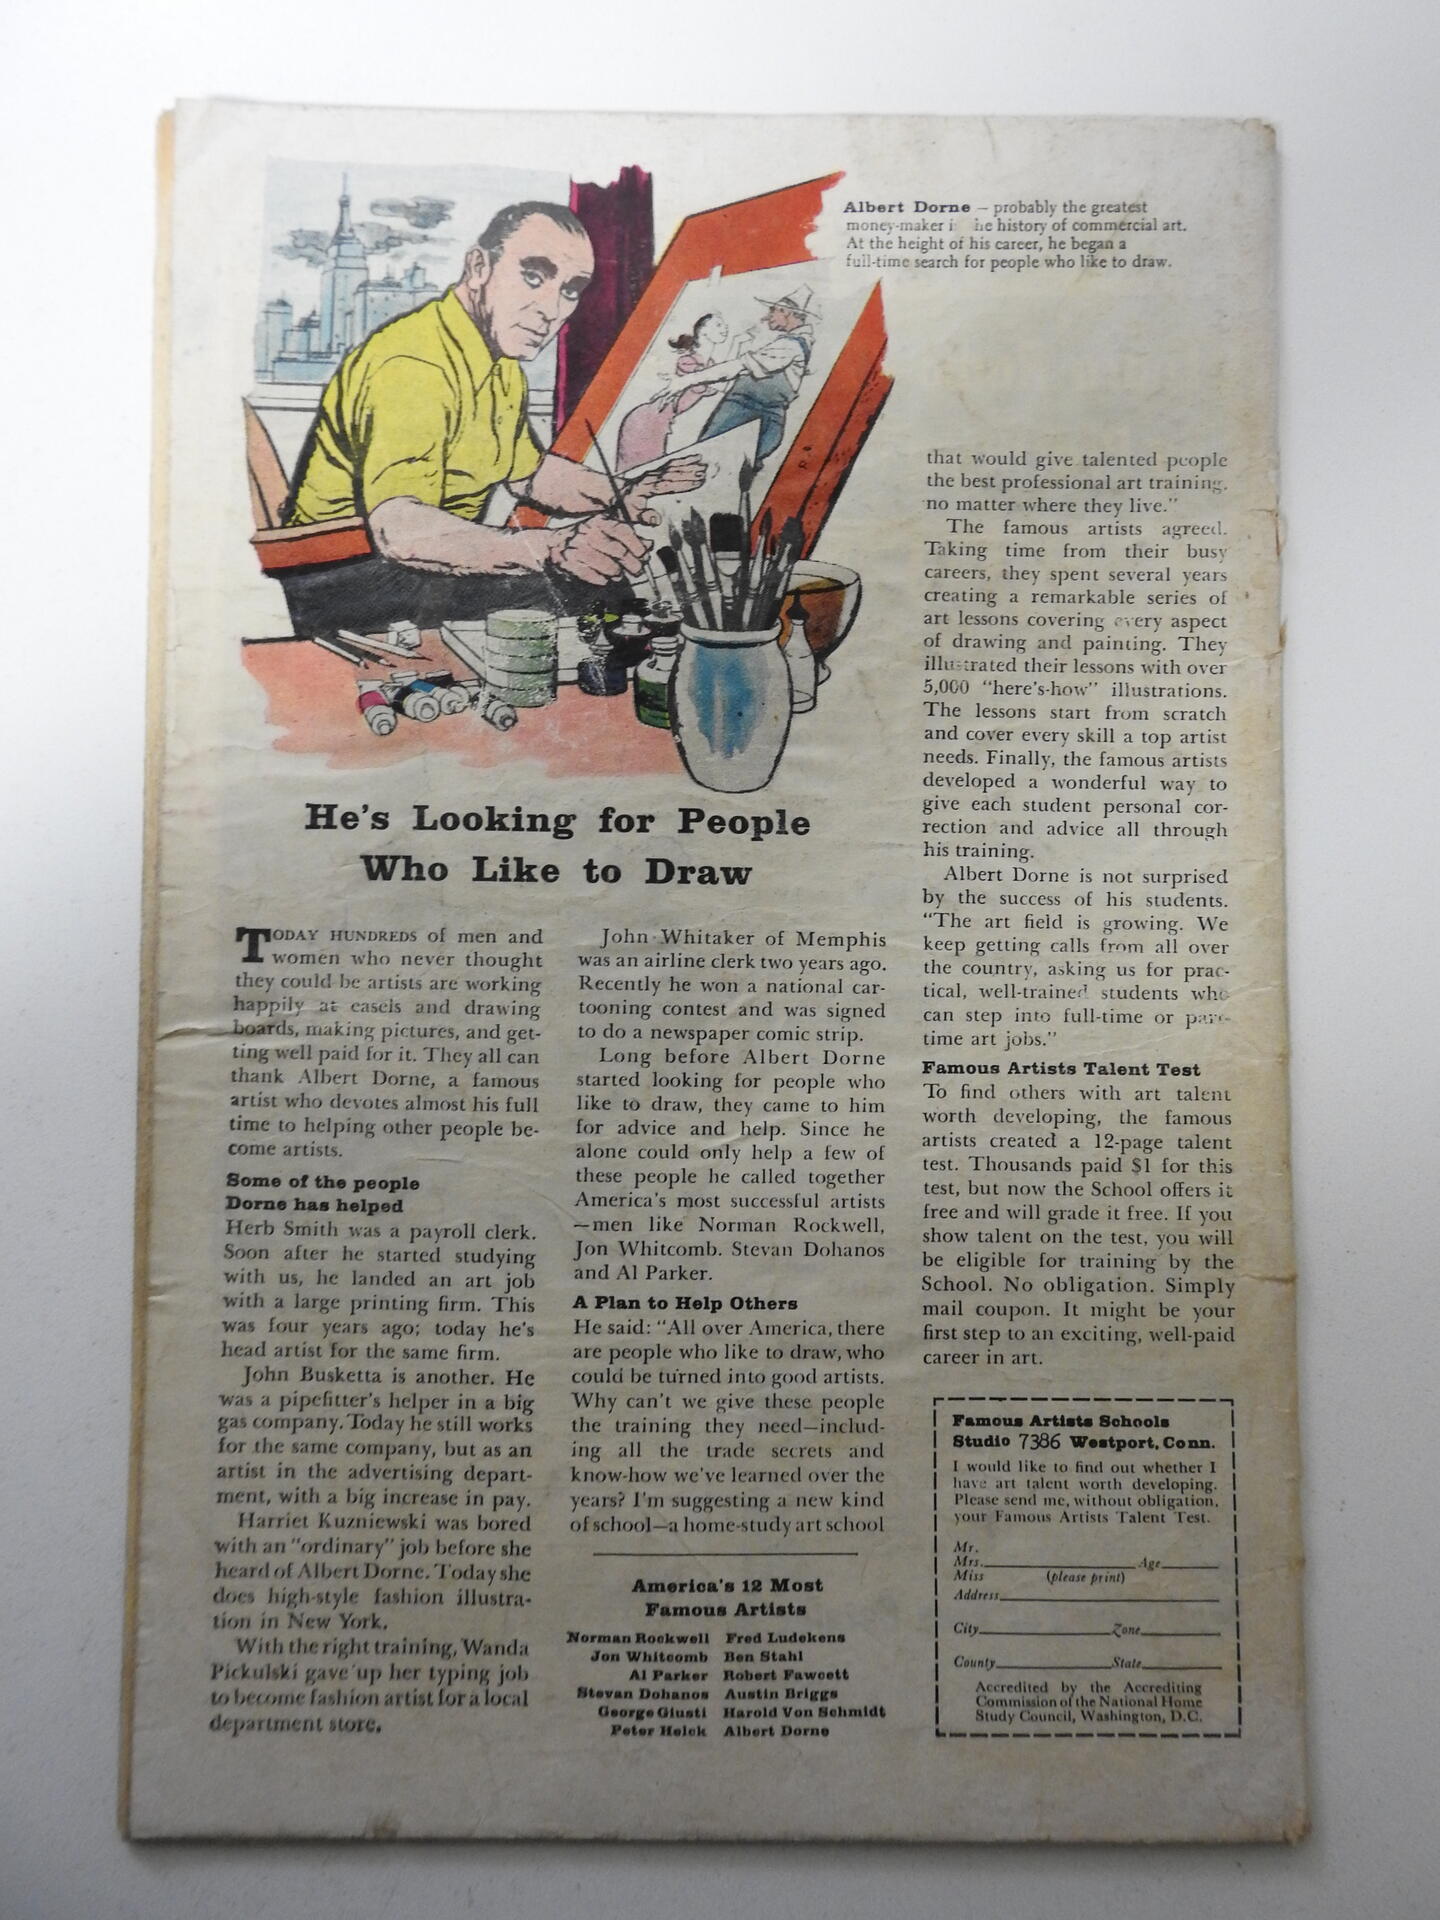 Albert Dorne – probably the greatest
money-maker i he history of commercial art.
At the height of his career, he began a
full-time search for people who like to draw.
He's Looking for People
Who Like to Draw
TODAY HUNDREDS of men and
women who never thought
they could be artists are working
happily at easels and drawing
boards, making pictures, and get-
ting well paid for it. They all can
thank Albert Dorne, a famous
artist who devotes almost his full
time to helping other people be-
come artists.
Some of the people
Dorne has helped
Herb Smith was a payroll clerk.
Soon after he started studying
with us, he landed an art job
with a large printing firm. This
was four years ago; today he's
head artist for the same firm.
John Busketta is another. He
was a pipefitter's helper in a big
gas company. Today he still works
for the same company, but as an
artist in the advertising depart-
ment, with a big increase in pay.
Harriet Kuzniewski was bored
with an "ordinary" job before she
heard of Albert Dorne. Today she
does high-style fashion illustra-
tion in New York.
With the right training, Wanda
Pickulski gave up her typing job
to become fashion artist for a local
department store.
John Whitaker of Memphis
was an airline clerk two years ago.
Recently he won a national car-
tooning contest and was signed
to do a newspaper comic strip.
Long before Albert Dorne
started looking for people who
like to draw, they came to him
for advice and help. Since he
alone could only help a few of
these people he called together
America's most successful artists
—men like Norman Rockwell,
Jon Whitcomb. Stevan Dohanos
and Al Parker.
A Plan to Help Others
He said: "All over America, there
are people who like to draw, who
could be turned into good artists.
Why can't we give these people
the training they need—includ-
ing all the trade secrets and
know-how we've learned over the
years? I'm suggesting a new kind
of school—a home-study art school
America's 12 Most
Famous Artists
Norman Rockwell Fred Ludekens
Jon Whitcomb Ben Stahl
Al Parker Robert Fawcett
Stevan Dohanos Austin Briggs
George Giusti Harold Von Schmidt
Peter Helck Albert Dorne
that would give talented people
the best professional art training,
no matter where they live."
The famous artists agreed.
Taking time from their busy
careers, they spent several years
creating a remarkable series of
art lessons covering every aspect
of drawing and painting. They
illustrated their lessons with over
5,000 "here's-how" illustrations.
The lessons start from scratch
and cover every skill a top artist
needs. Finally, the famous artists
developed a wonderful way to
give each student personal cor-
rection and advice all through
his training.
Albert Dorne is not surprised
by the success of his students.
"The art field is growing. We
keep getting calls from all over
the country, asking us for prac-
tical, well-trained students who
can step into full-time or part-
time art jobs."
Famous Artists Talent Test
To find others with art talent
worth developing, the famous
artists created a 12-page talent
test. Thousands paid $1 for this
test, but now the School offers it
free and will grade it free. If you
show talent on the test, you will
be eligible for training by the
School. No obligation. Simply
mail coupon. It might be your
first step to an exciting, well-paid
career in art.
Famous Artists Schools
Studio 7386 Westport, Conn.
I would like to find out whether I
have art talent worth developing.
Please send me, without obligation,
your Famous Artists Talent Test.
Mr.
Mrs. Age
Miss (please print)
Address
City Zone
County State
Accredited by the Accrediting
Commission of the National Home
Study Council, Washington, D.C.